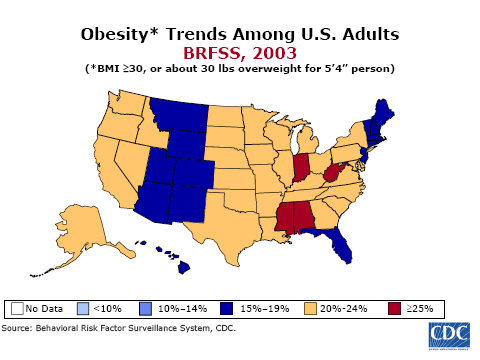 Obesity* Trends Among U.S. Adults
BRFSS, 2003
(*BMI ≥30, or about 30 lbs overweight for 5’4” person)
No Data <10% 10%–14% 15%–19% 20%–24% ≥25%
Source: Behavioral Risk Factor Surveillance System, CDC.
CDC